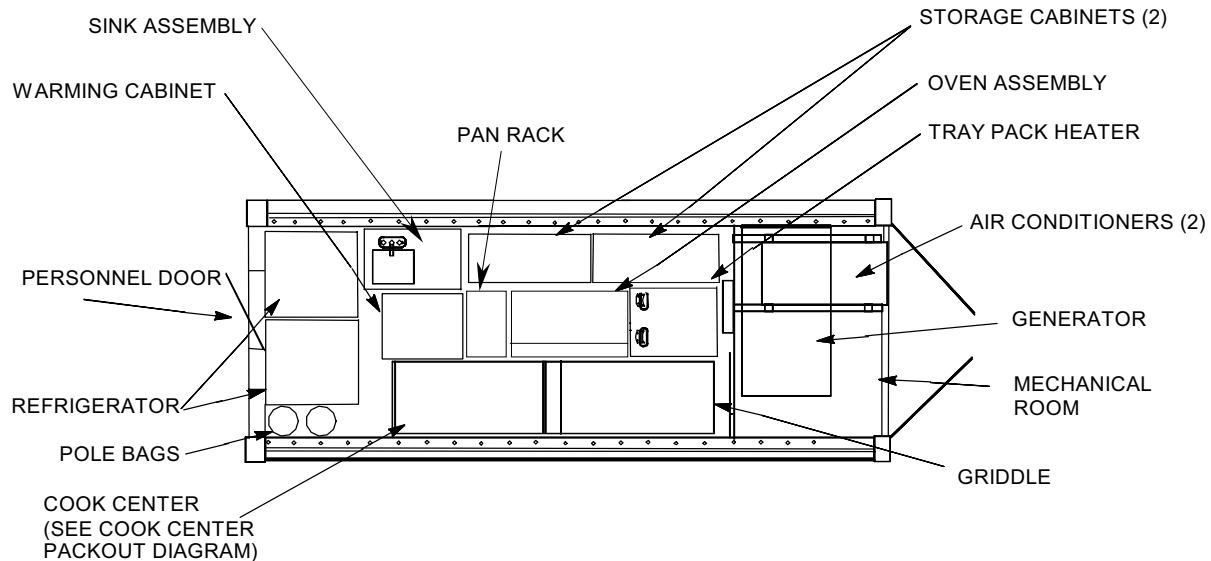 SINK ASSEMBLY
STORAGE CABINETS (2)
WARMING CABINET
OVEN ASSEMBLY
PAN RACK
TRAY PACK HEATER
AIR CONDITIONERS (2)
PERSONNEL DOOR
GENERATOR
MECHANICAL
ROOM
REFRIGERATOR
POLE BAGS
GRIDDLE
COOK CENTER
(SEE COOK CENTER
PACKOUT DIAGRAM)